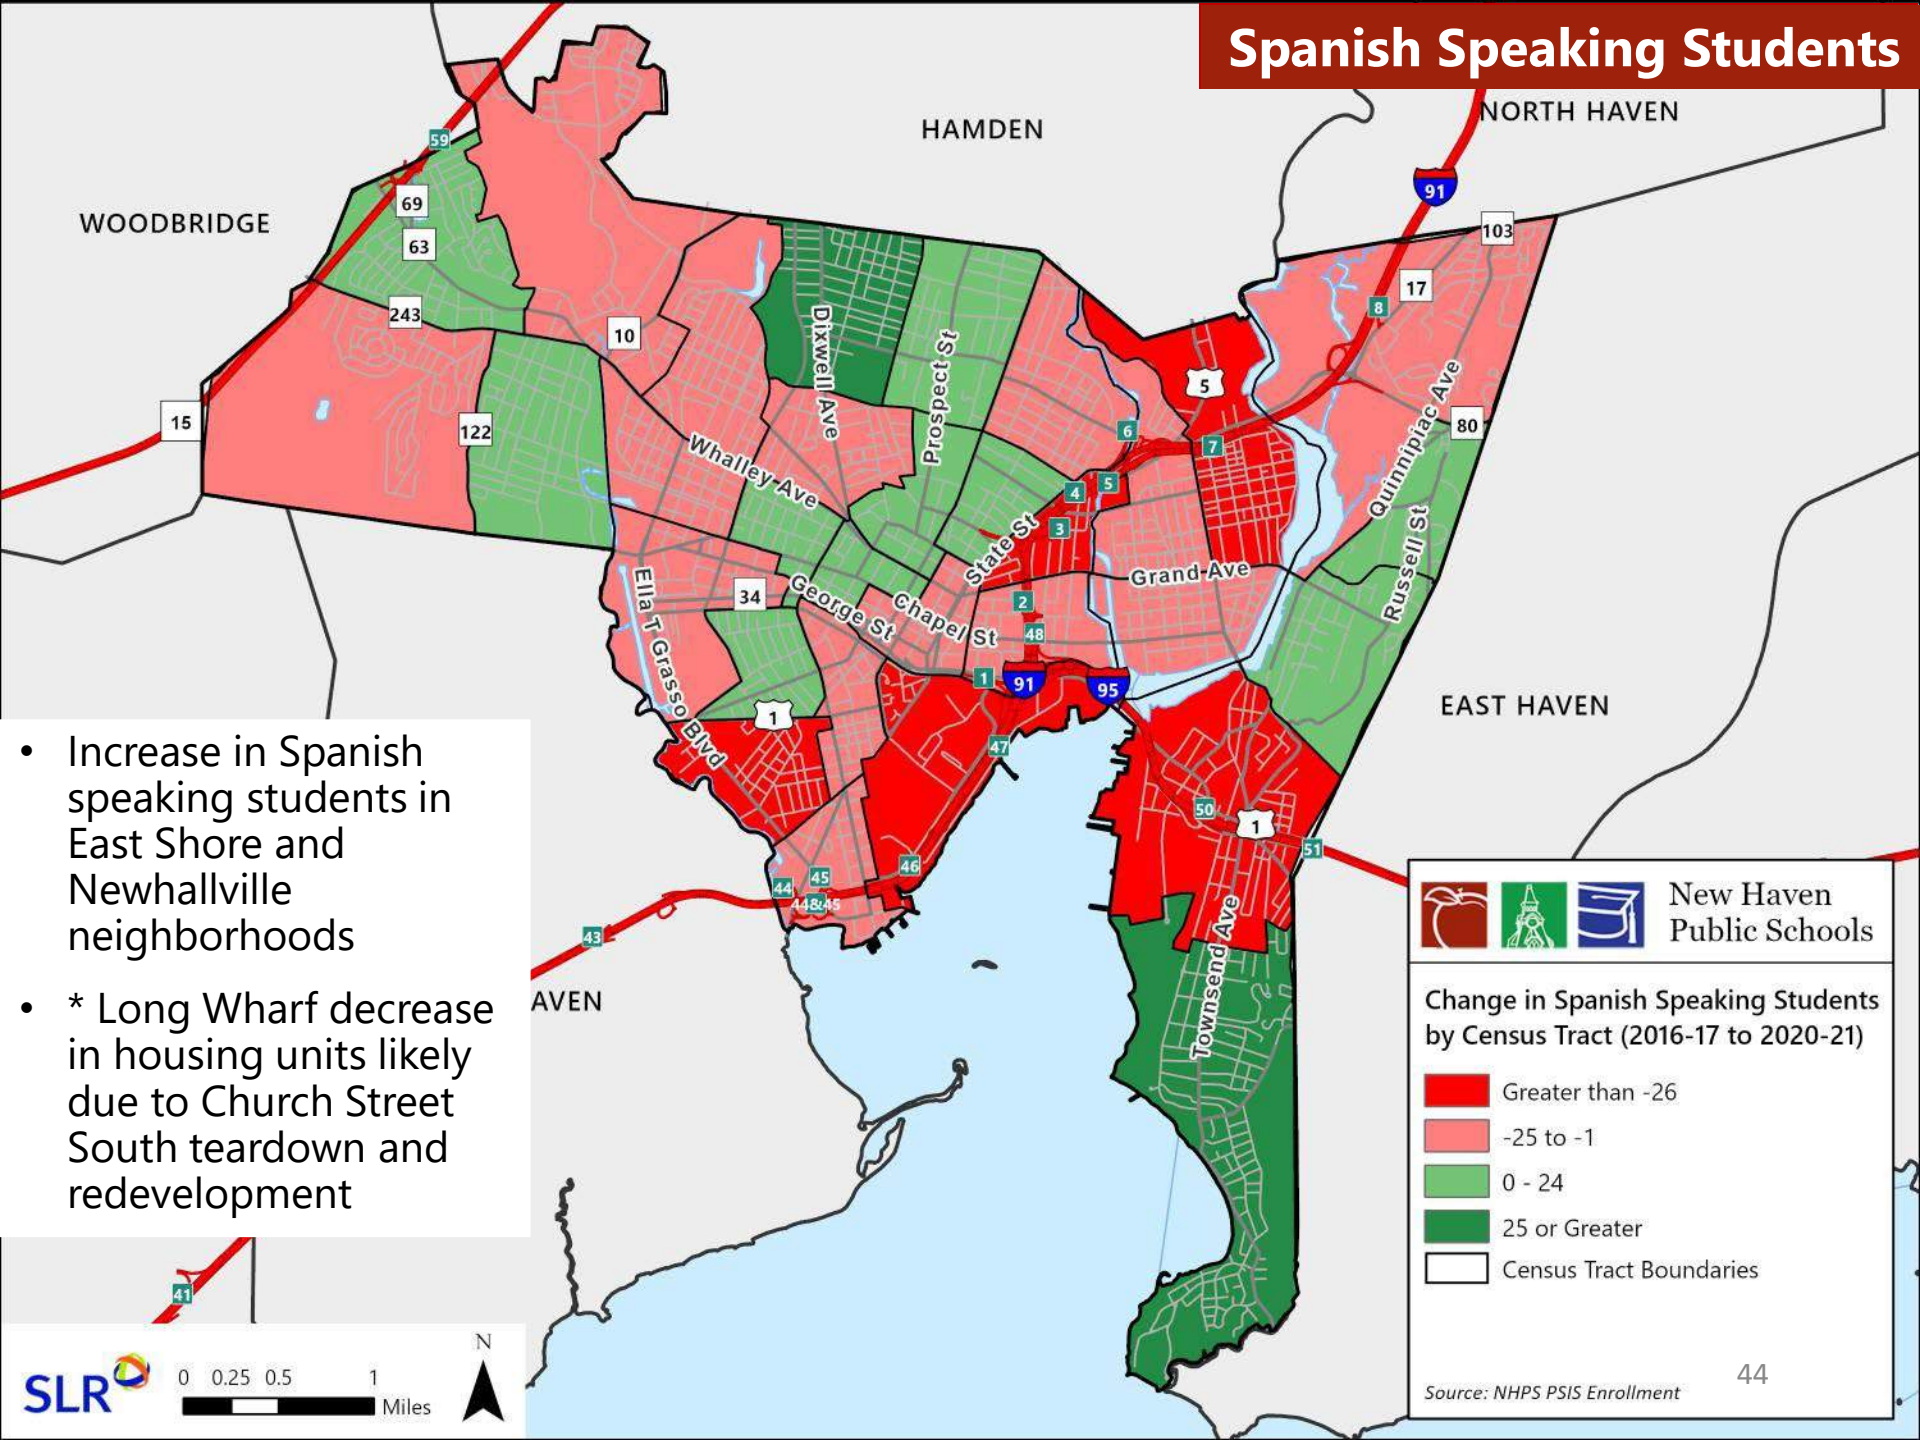 Spanish Speaking Students
NORTH HAVEN
HAMDEN
WOODBRIDGE
EAST HAVEN
AVEN
59
69
63
243
10
15
122
91
103
17
8
80
5
6
7
5
4
3
34
2
48
1
91
95
1
47
50
1
51
46
45
44
44&45
43
41
Dixwell Ave
Prospect St
Whalley Ave
Quinnipiac Ave
Russell St
State St
Grand Ave
Ella T Grasso Blvd
George St
Chapel St
Townsend Ave
• Increase in Spanish
speaking students in
East Shore and
Newhallville
neighborhoods
• * Long Wharf decrease
in housing units likely
due to Church Street
South teardown and
redevelopment
New Haven
Public Schools
Change in Spanish Speaking Students
by Census Tract (2016-17 to 2020-21)
Greater than -26
-25 to -1
0 - 24
25 or Greater
Census Tract Boundaries
Source: NHPS PSIS Enrollment
44
SLR
0 0.25 0.5 1
Miles
N